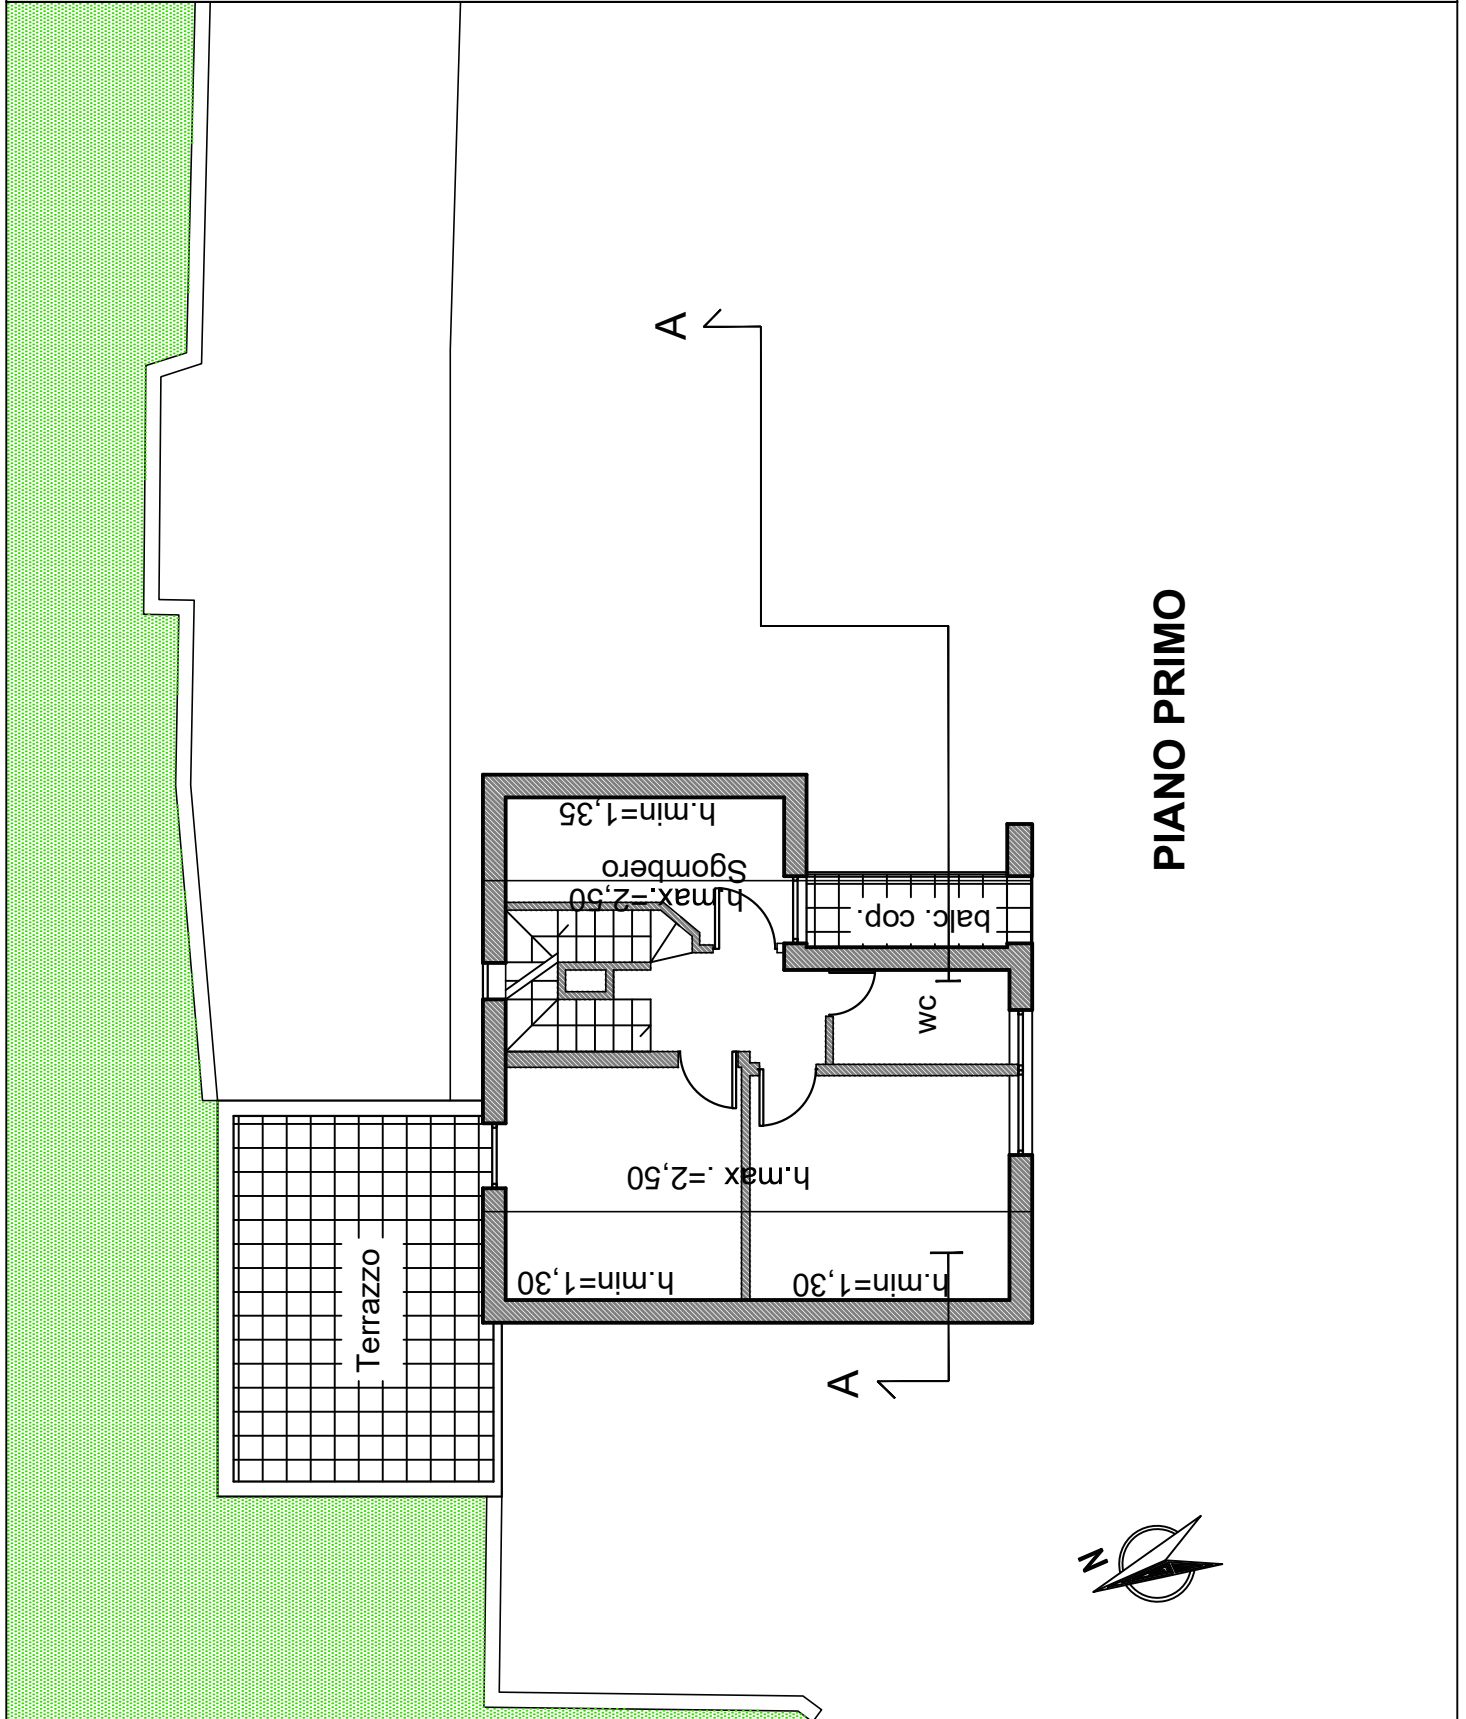 A
h.min=1,35
Sgombero
h.max.=2,50
balc. cop.
wc
h.max .=2,50
h.min=1,30
h.min=1,30
Terrazzo
A
PIANO PRIMO
N